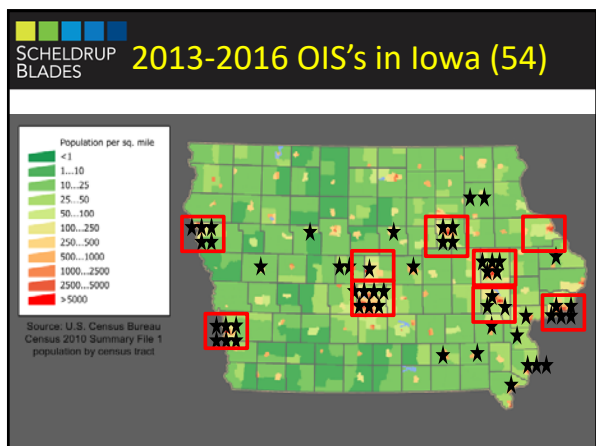 SCHELDRUP
BLADES
2013-2016 OIS's in Iowa (54)
Population per sq. mile
<1
1...10
10...25
25...50
50...100
100...250
250...500
500...1000
1000...2500
2500...5000
>5000
Source: U.S. Census Bureau
Census 2010 Summary File 1
population by census tract